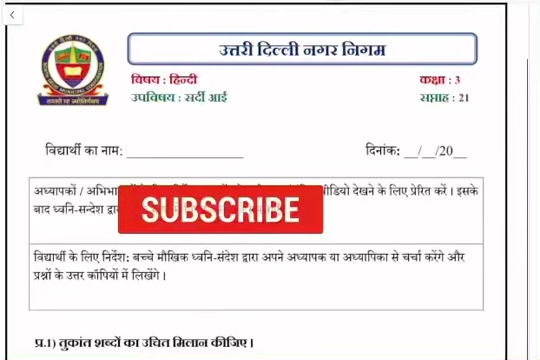 उत्तरी दिल्ली नगर निगम
विषय : हिन्दी कक्षा : 3
उपविषय : सर्दी आई सप्ताह : 21
विद्यार्थी का नाम: ____________________ दिनांक: __/__/20__
अध्यापकों / के लिए प्रेरित करें । इसके
बाद ध्वनि-सन्देश
SUBSCRIBE
विद्यार्थी के लिए निर्देश: बच्चे मौखिक ध्वनि-संदेश द्वारा अपने अध्यापक या अध्यापिका से चर्चा करेंगे और
प्रश्नों के उत्तर कॉपियों में लिखेंगे ।
प्र.1) तुकांत शब्दों का उचित मिलान कीजिए ।